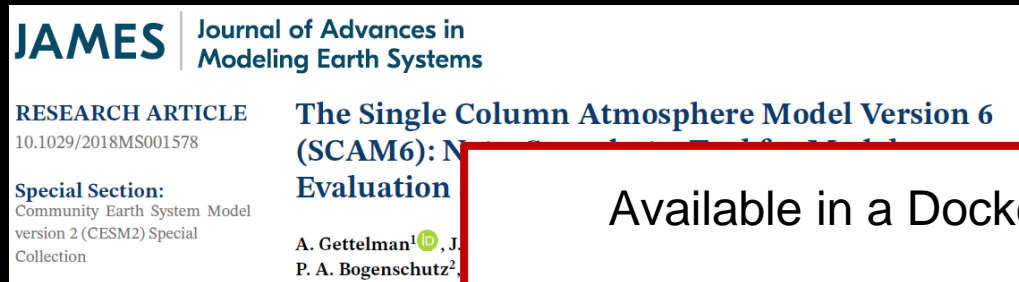 JAMES
Journal of Advances in
Modeling Earth Systems
RESEARCH ARTICLE
10.1029/2018MS001578
The Single Column Atmosphere Model Version 6
(SCAM6):
Evaluation
Special Section:
Community Earth System Model
version 2 (CESM2) Special
Collection
A. Gettelman¹ iD, J.
P. A. Bogenschutz²,
Available in a